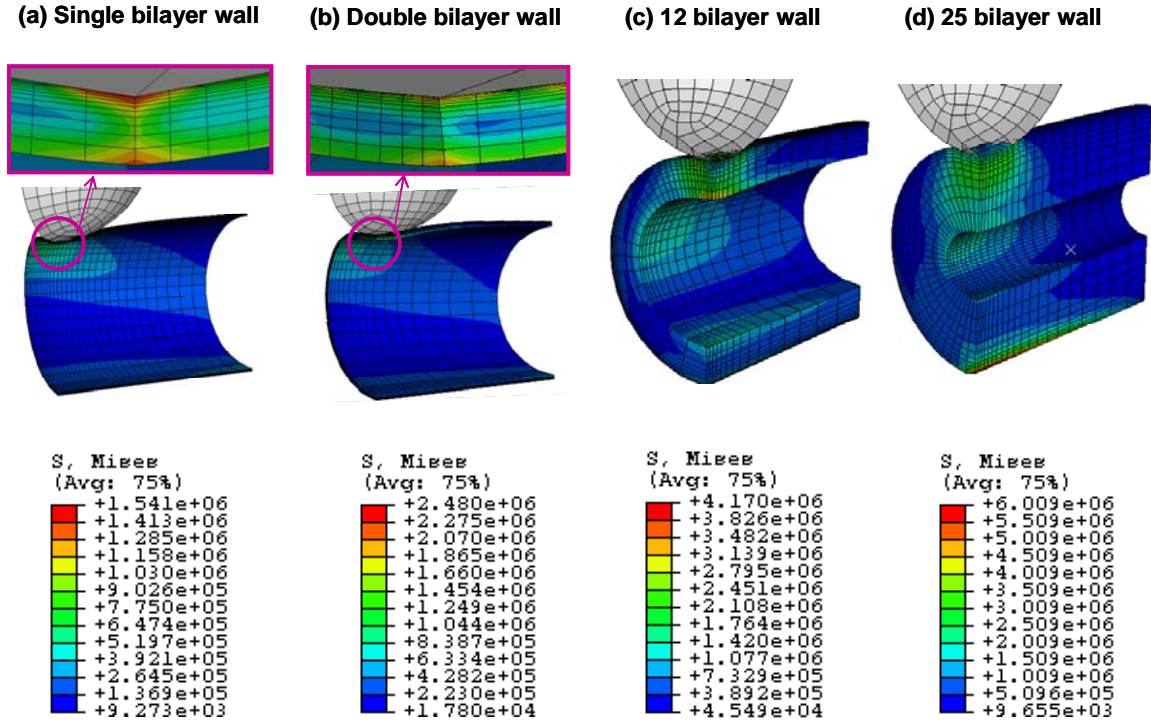 (a) Single bilayer wall
(b) Double bilayer wall
(c) 12 bilayer wall
(d) 25 bilayer wall
S, Mises
(Avg: 75%)
+1.541e+06
+1.413e+06
+1.285e+06
+1.158e+06
+1.030e+06
+9.026e+05
+7.750e+05
+6.474e+05
+5.197e+05
+3.921e+05
+2.645e+05
+1.369e+05
+9.273e+03
S, Mises
(Avg: 75%)
+2.480e+06
+2.275e+06
+2.070e+06
+1.865e+06
+1.660e+06
+1.454e+06
+1.249e+06
+1.044e+06
+8.387e+05
+6.334e+05
+4.282e+05
+2.230e+05
+1.780e+04
S, Mises
(Avg: 75%)
+4.170e+06
+3.826e+06
+3.482e+06
+3.139e+06
+2.795e+06
+2.451e+06
+2.108e+06
+1.764e+06
+1.420e+06
+1.077e+06
+7.329e+05
+3.892e+05
+4.549e+04
S, Mises
(Avg: 75%)
+6.009e+06
+5.509e+06
+5.009e+06
+4.509e+06
+4.009e+06
+3.509e+06
+3.009e+06
+2.509e+06
+2.009e+06
+1.509e+06
+1.009e+06
+5.096e+05
+9.655e+03